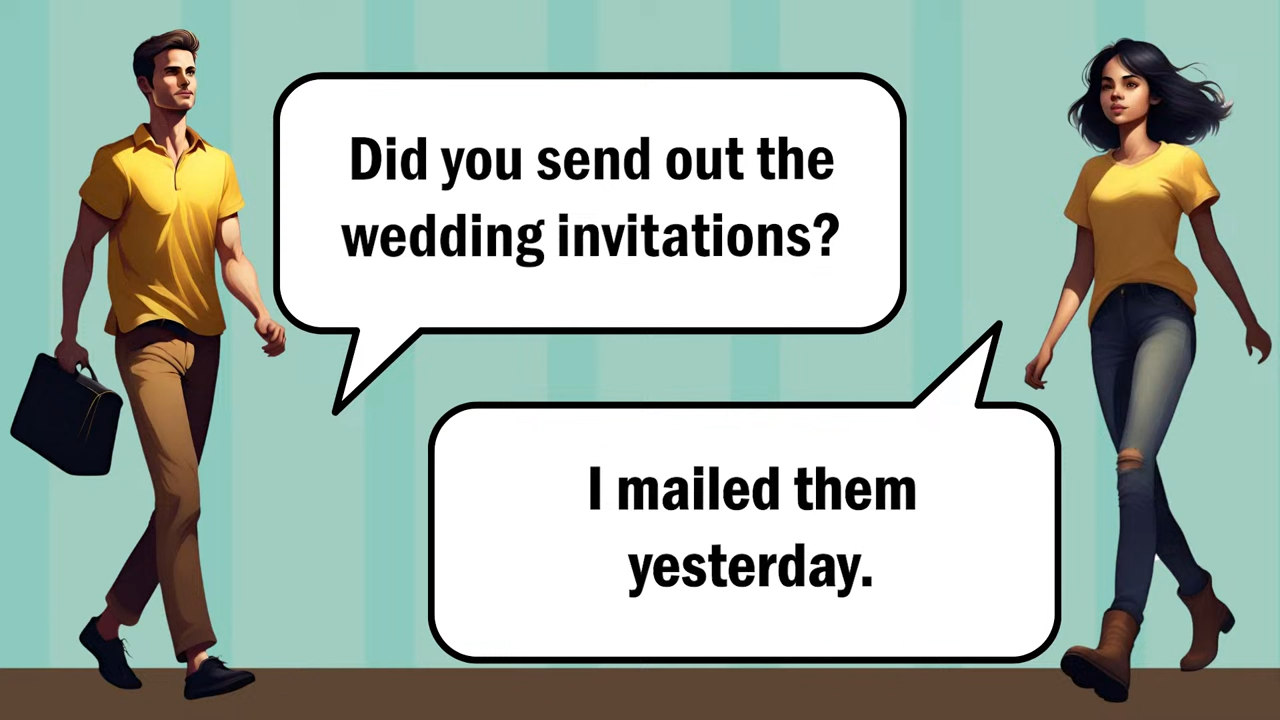 Did you send out the
wedding invitations?
I mailed them
yesterday.